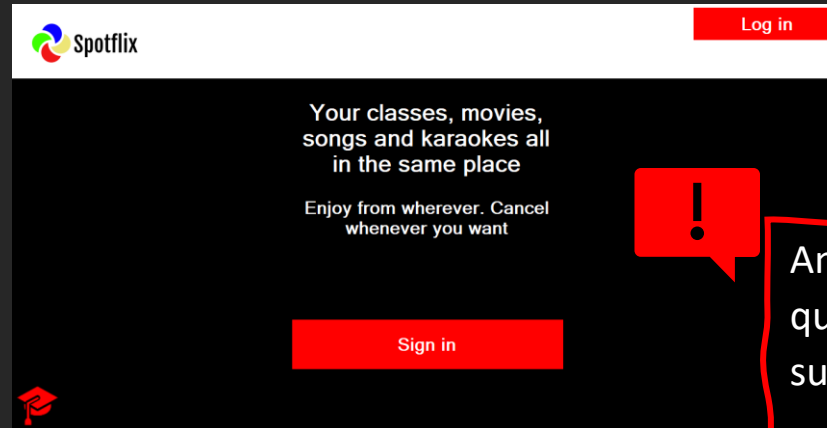 Spotflix
Log in
Your classes, movies,
songs and karaokes all
in the same place
Enjoy from wherever. Cancel
whenever you want
!
Sign in